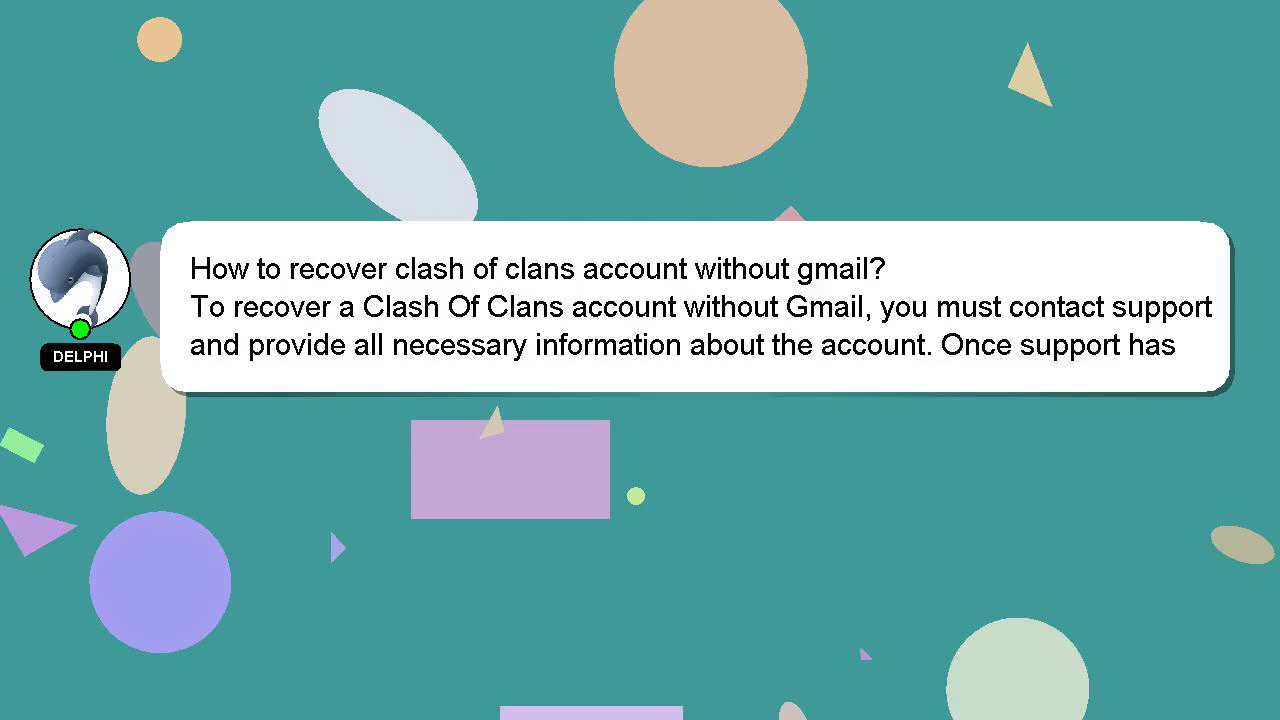 How to recover clash of clans account without gmail?
To recover a Clash Of Clans account without Gmail, you must contact support
and provide all necessary information about the account. Once support has
DELPHI